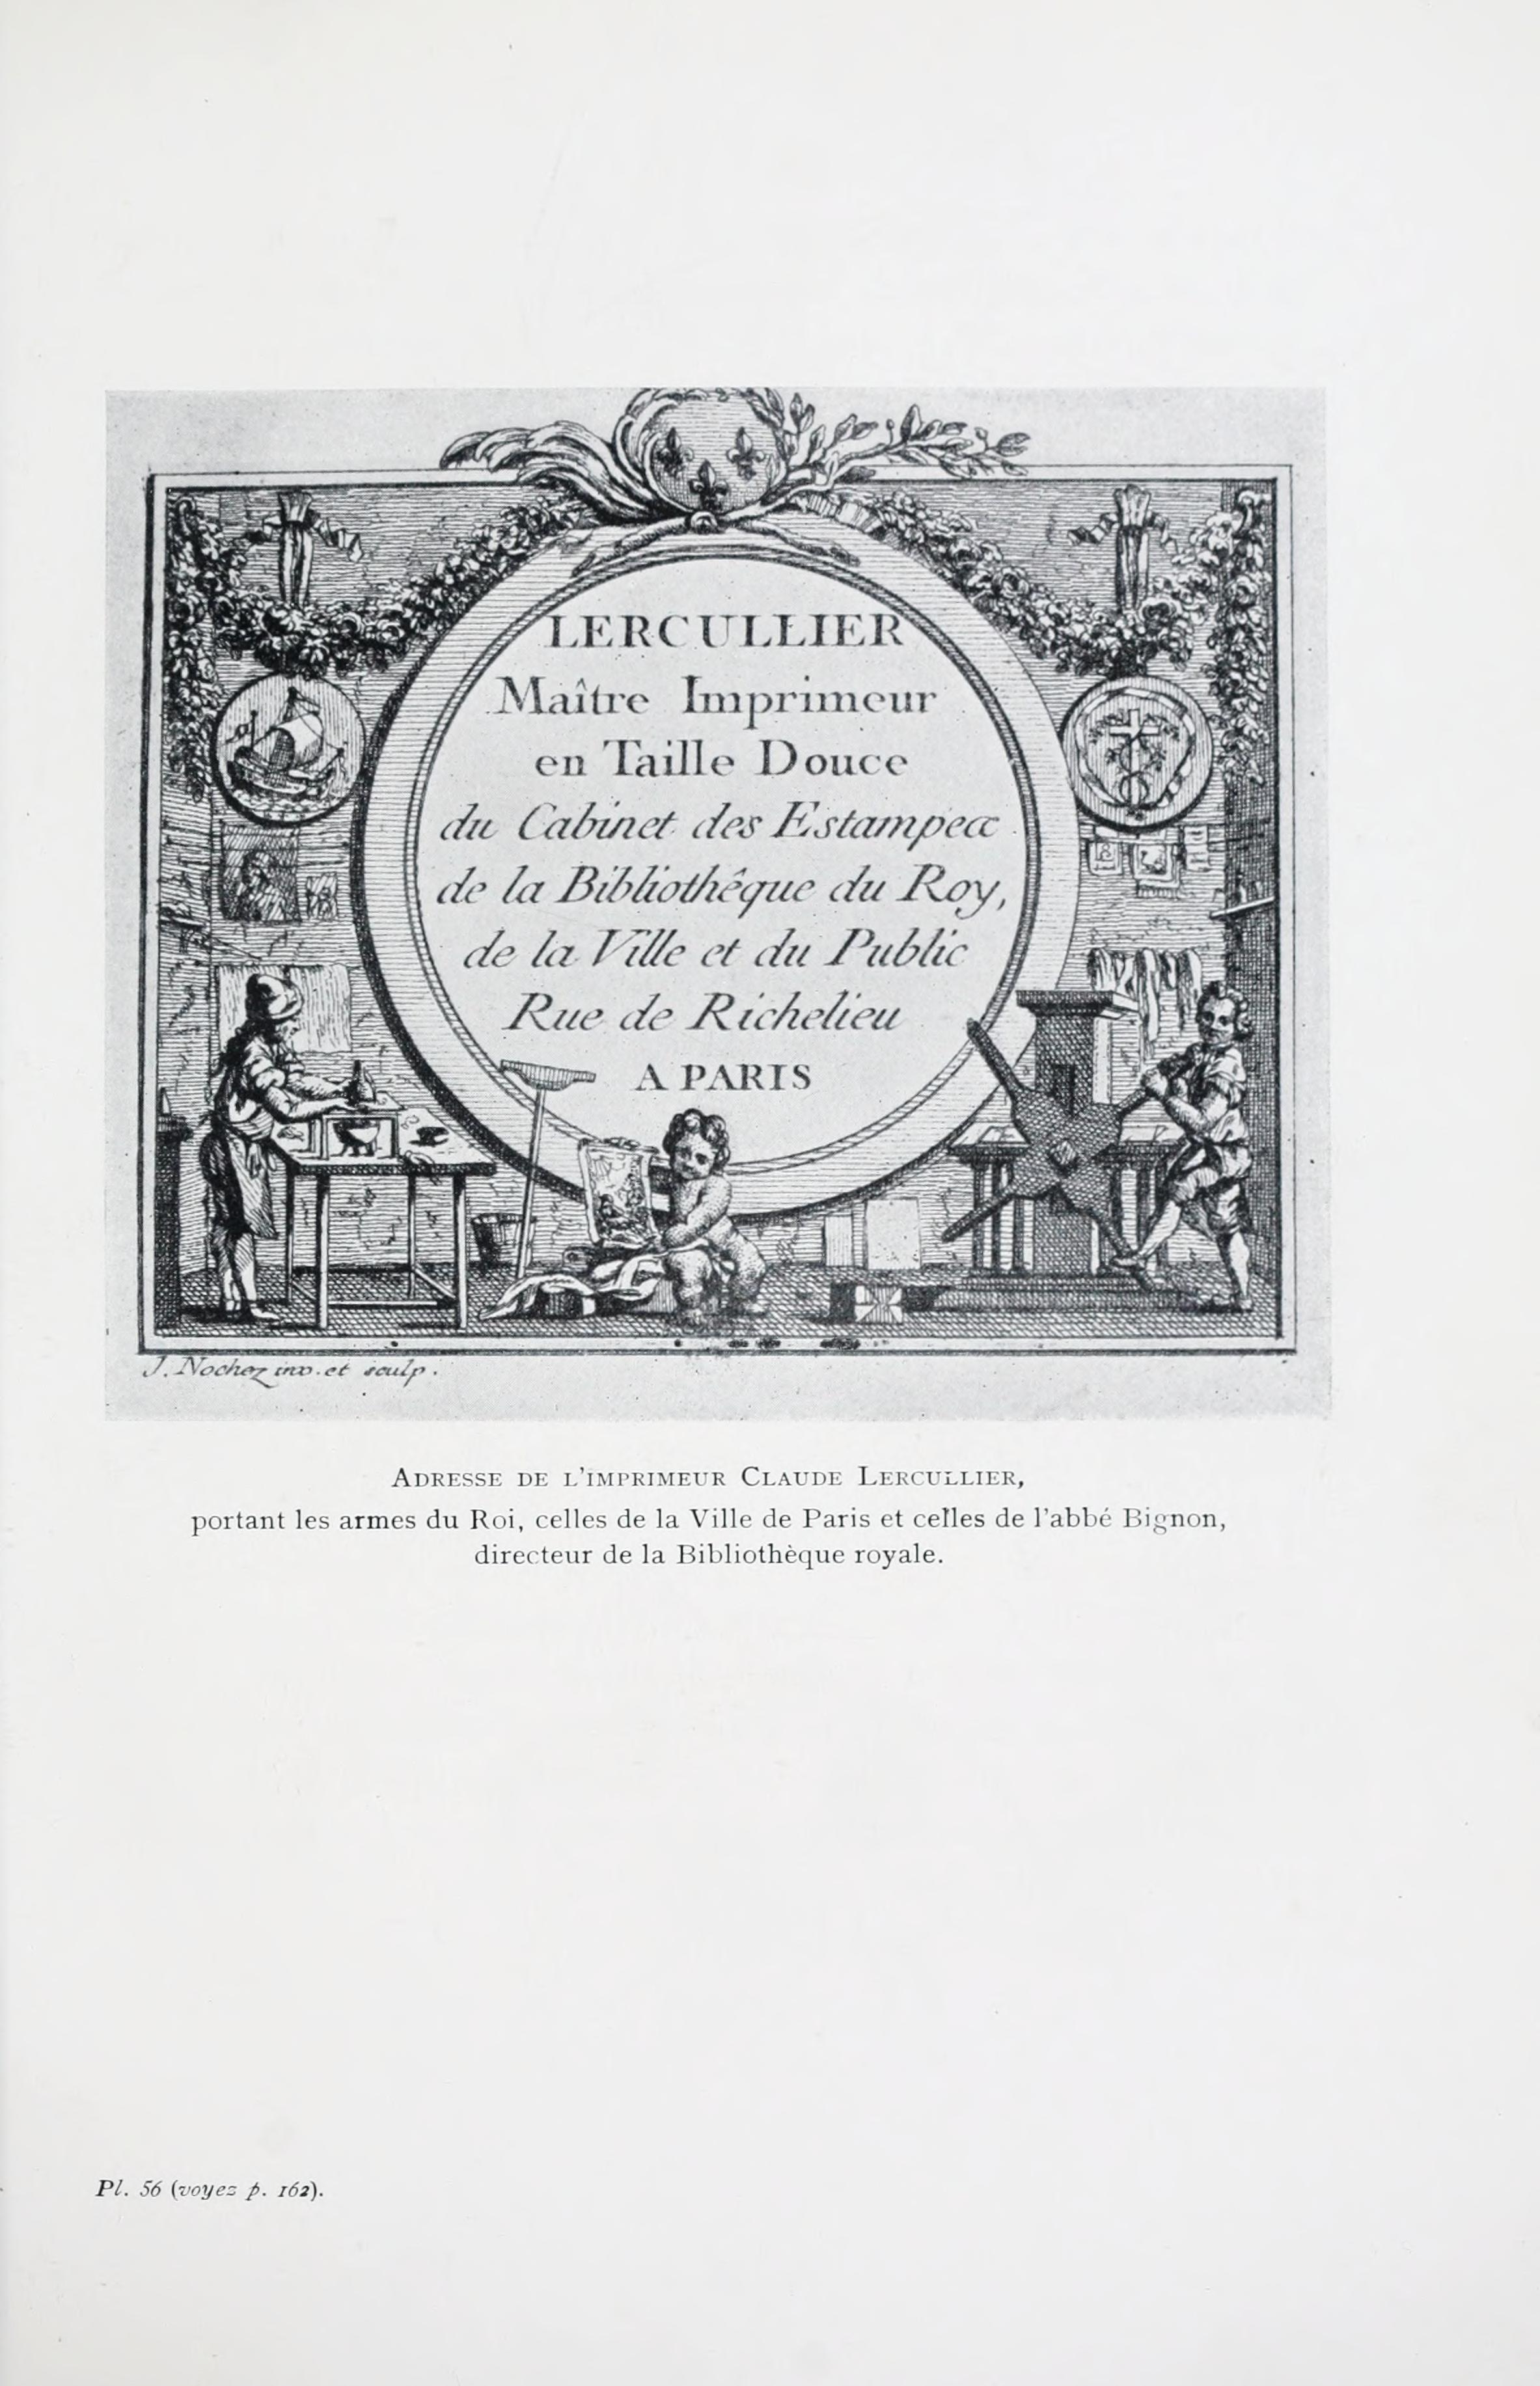 LERCULLIER
Maître Imprimeur
en Taille Douce
du Cabinet des Estampes
de la Bibliothêque du Roy,
de la Ville et du Public
Rue de Richelieu
A PARIS
J. Nochez inv. et sculp.
ADRESSE DE L'IMPRIMEUR CLAUDE LERCULLIER,
portant les armes du Roi, celles de la Ville de Paris et celles de l'abbé Bignon,
directeur de la Bibliothèque royale.
Pl. 56 (voyez p. 162).